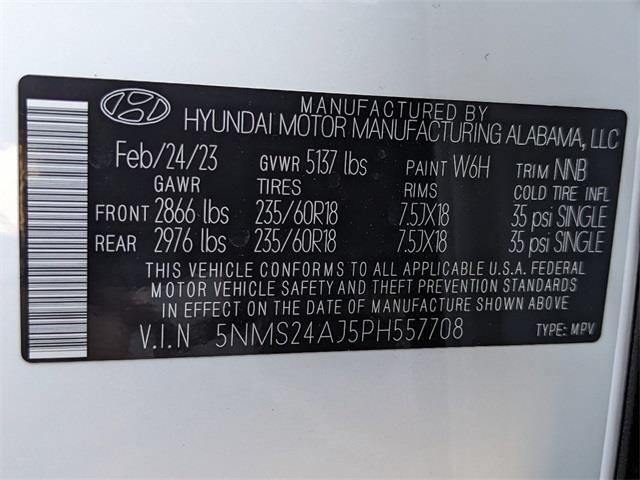 MANUFACTURED BY
HYUNDAI MOTOR MANUFACTURING ALABAMA, LLC
Feb/24/23 GVWR 5137 lbs PAINT W6H TRIM NNB
GAWR TIRES RIMS COLD TIRE INFL
FRONT 2866 lbs 235/60R18 7.5JX18 35 psi SINGLE
REAR 2976 lbs 235/60R18 7.5JX18 35 psi SINGLE
THIS VEHICLE CONFORMS TO ALL APPLICABLE U.S.A. FEDERAL
MOTOR VEHICLE SAFETY AND THEFT PREVENTION STANDARDS
IN EFFECT ON THE DATE OF MANUFACTURE SHOWN ABOVE
V.I.N 5NMS24AJ5PH557708 TYPE: MPV